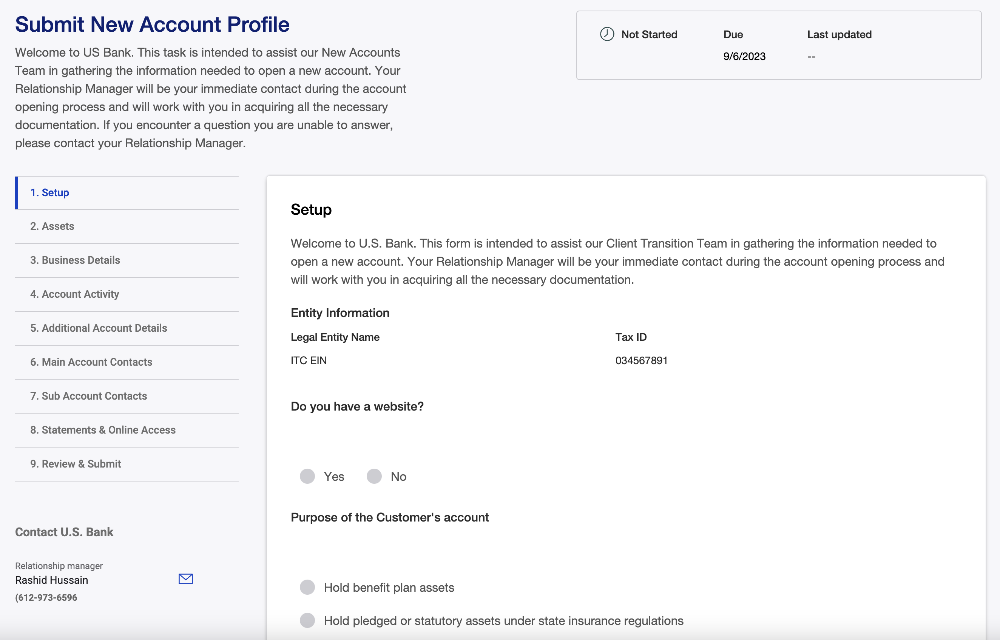 Submit New Account Profile
Welcome to US Bank. This task is intended to assist our New Accounts
Team in gathering the information needed to open a new account. Your
Relationship Manager will be your immediate contact during the account
opening process and will work with you in acquiring all the necessary
documentation. If you encounter a question you are unable to answer,
please contact your Relationship Manager.
Not Started
Due
Last updated
9/6/2023
--
1. Setup
2. Assets
3. Business Details
4. Account Activity
5. Additional Account Details
6. Main Account Contacts
7. Sub Account Contacts
8. Statements & Online Access
9. Review & Submit
Contact U.S. Bank
Relationship manager
Rashid Hussain
(612-973-6596
Setup
Welcome to U.S. Bank. This form is intended to assist our Client Transition Team in gathering the information needed to
open a new account. Your Relationship Manager will be your immediate contact during the account opening process and
will work with you in acquiring all the necessary documentation.
Entity Information
Legal Entity Name
Tax ID
ITC EIN
034567891
Do you have a website?
Yes
No
Purpose of the Customer's account
Hold benefit plan assets
Hold pledged or statutory assets under state insurance regulations